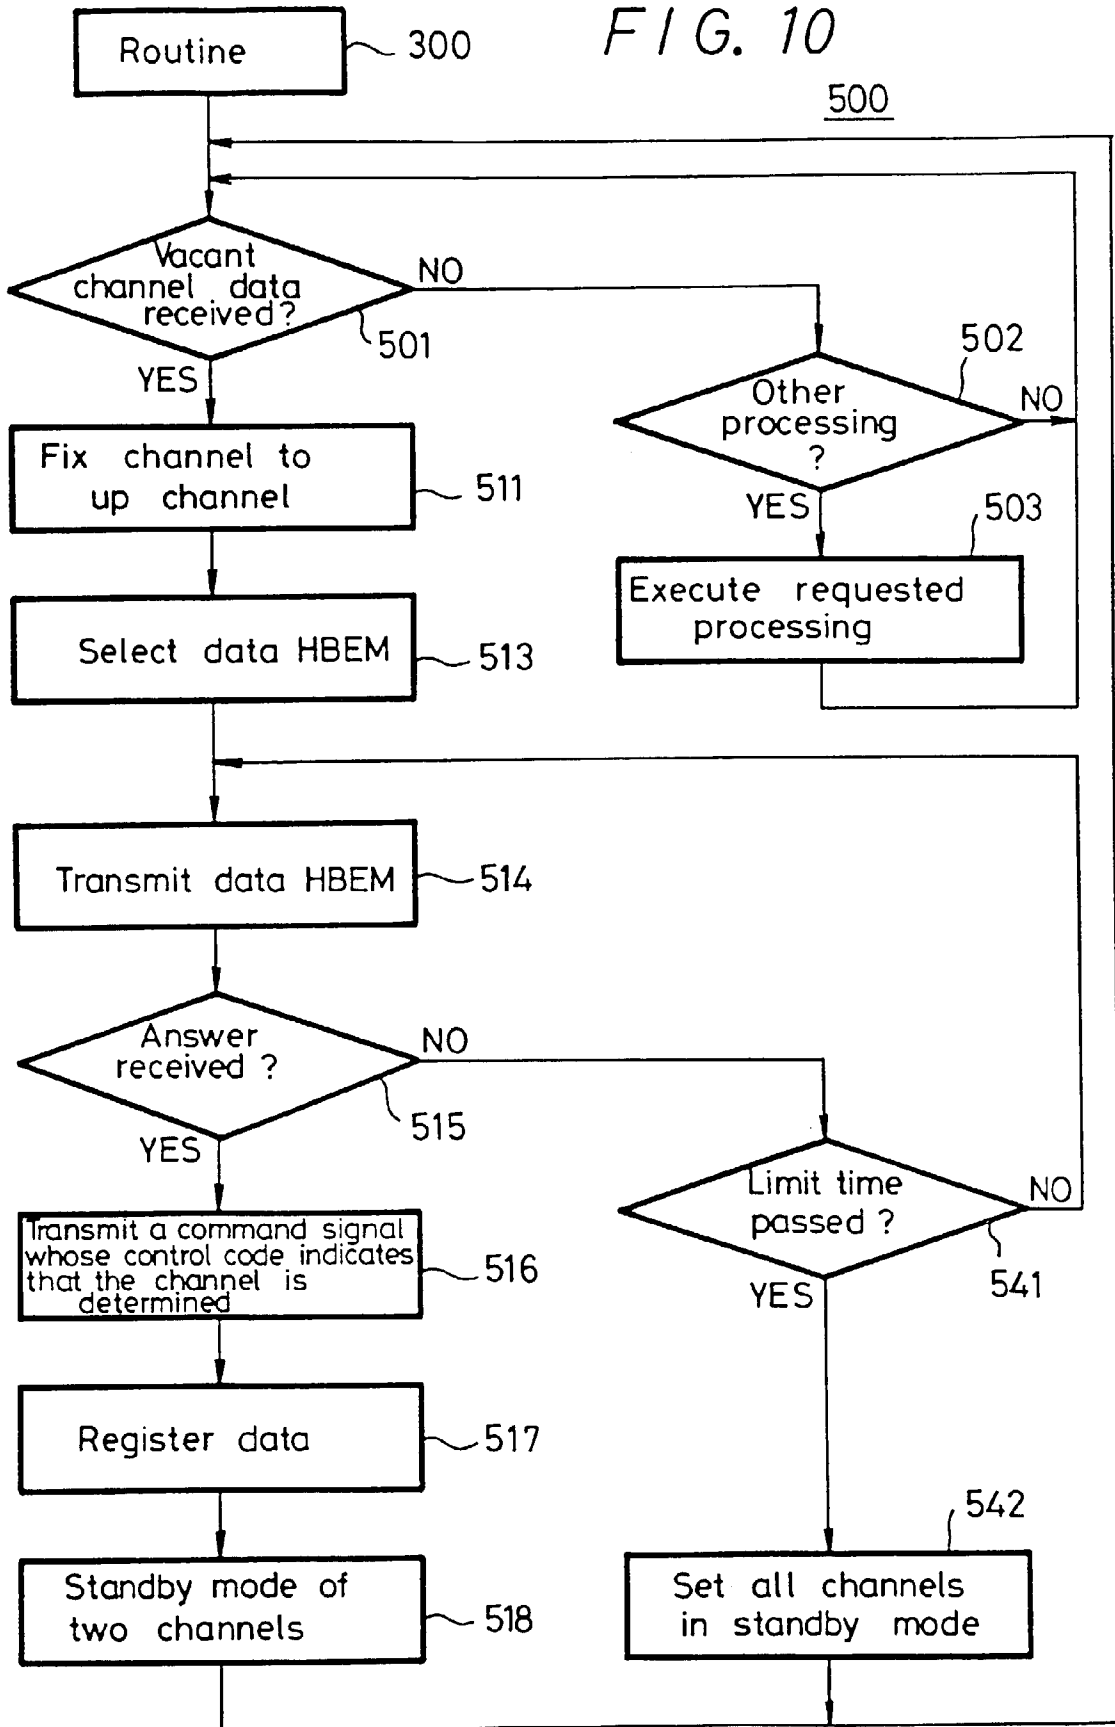 FIG. 10
Routine
300
500
Vacant
channel data
received?
NO
501
YES
502
Other
processing
?
NO
YES
503
Fix channel to
up channel
511
Execute requested
processing
Select data HBEM
513
Transmit data HBEM
514
Answer
received ?
NO
515
YES
Limit time
passed ?
NO
541
YES
Transmit a command signal
whose control code indicates
that the channel is
determined
516
Register data
517
542
Standby mode of
two channels
518
Set all channels
in standby mode